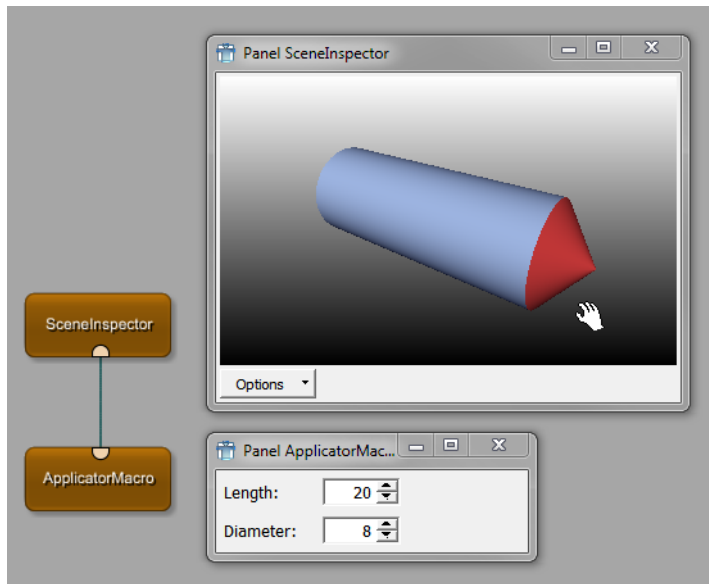 Panel SceneInspector
SceneInspector
Options
ApplicatorMacro
Panel ApplicatorMac...
Length: 20
Diameter: 8